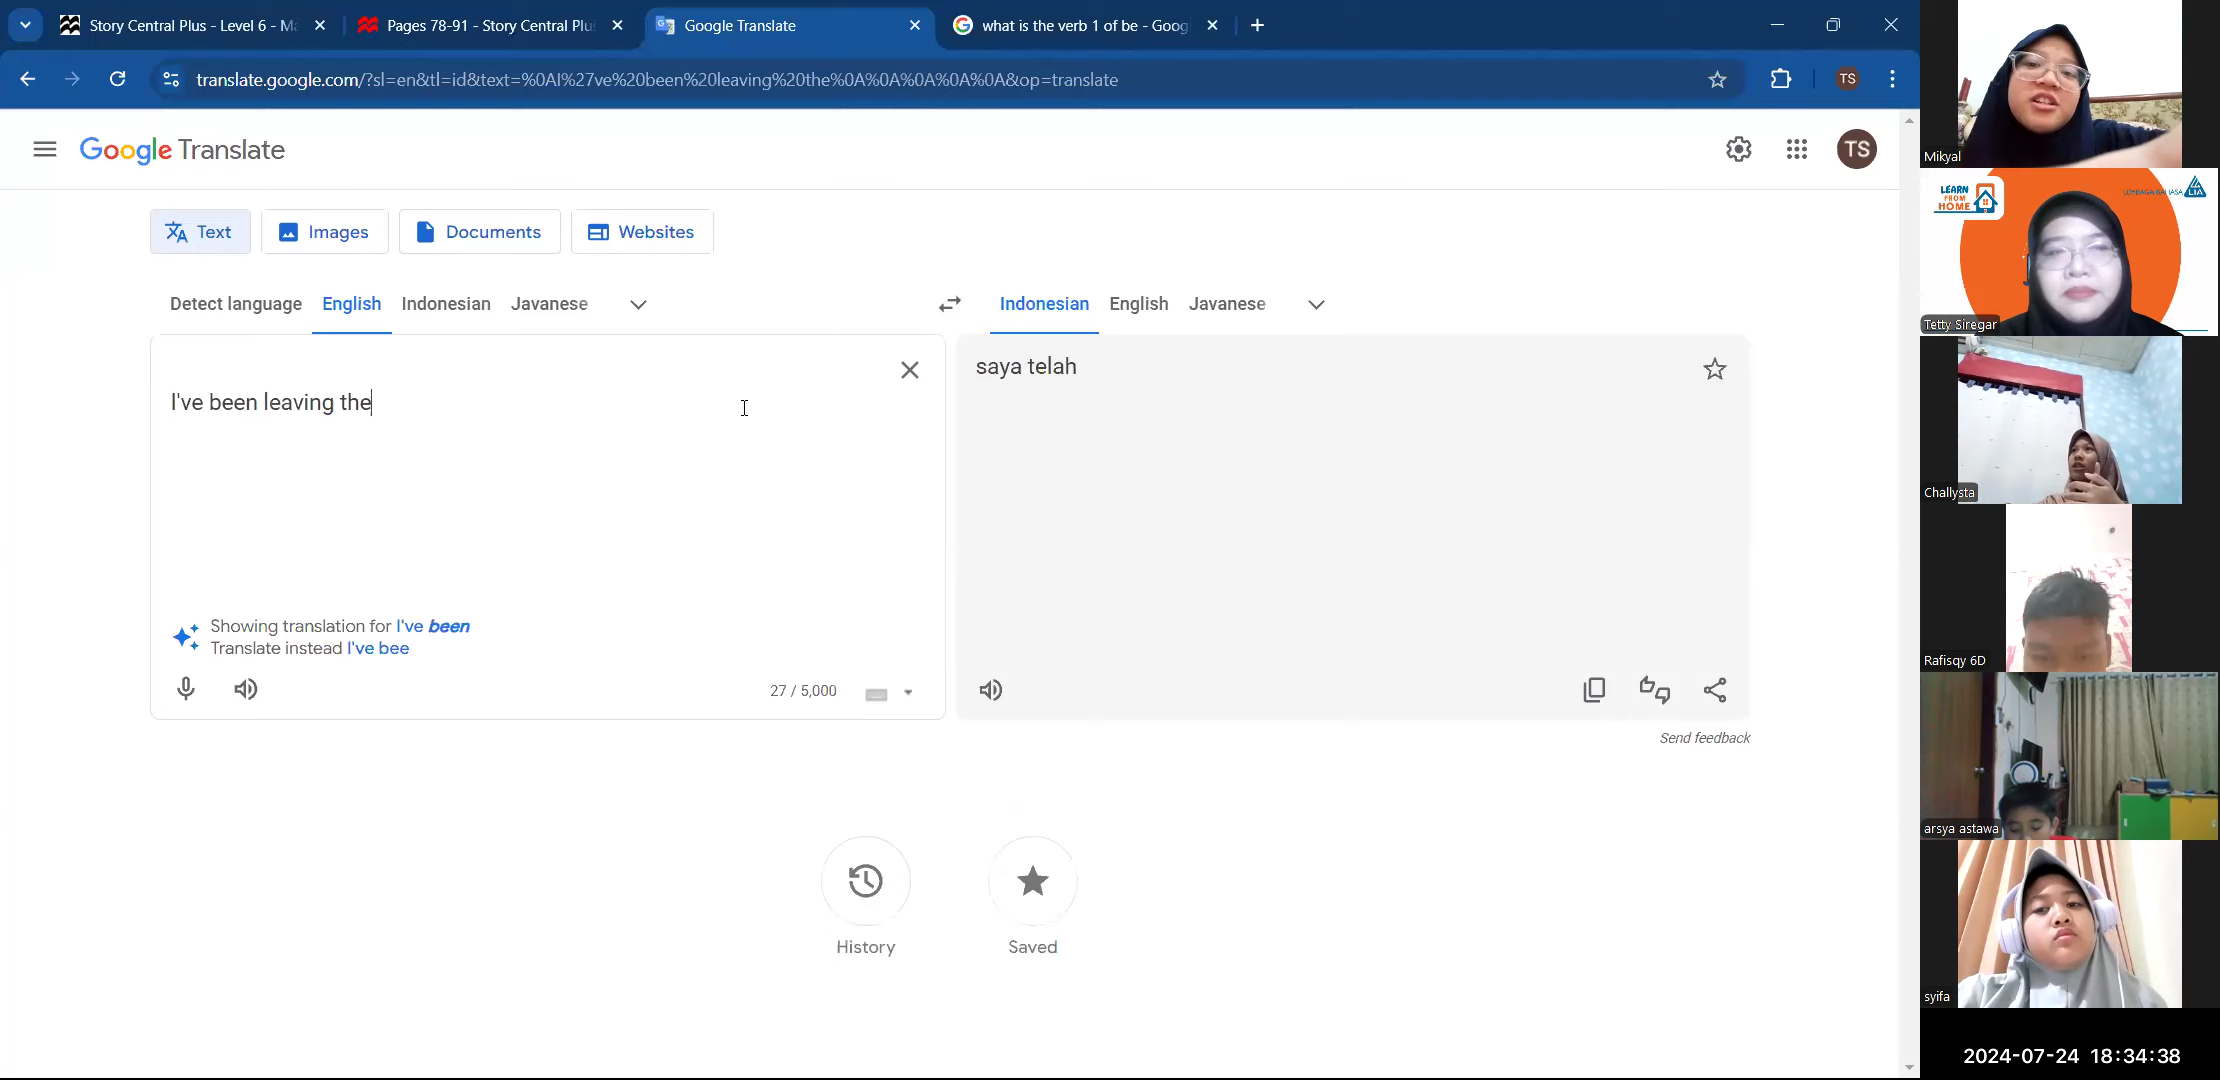 Story Central Plus - Level 6 - Ma
Pages 78-91 - Story Central Plu
Google Translate
what is the verb 1 of be - Goog
translate.google.com/?sl=en&tl=id&text=%0AI%27ve%20been%20leaving%20the%0A%0A%0A%0A%0A&op=translate
TS
Google Translate
TS
Text
Images
Documents
Websites
Detect language
English
Indonesian
Javanese
Indonesian
English
Javanese
I've been leaving the
saya telah
Showing translation for I've been
Translate instead I've bee
27 / 5,000
Send feedback
History
Saved
Mikyal
LEARN
FROM
HOME
LEMBAGA BAHASA LIA
Tetty Siregar
Challysta
Rafisqy 6D
arsya astawa
syifa
2024-07-24 18:34:38